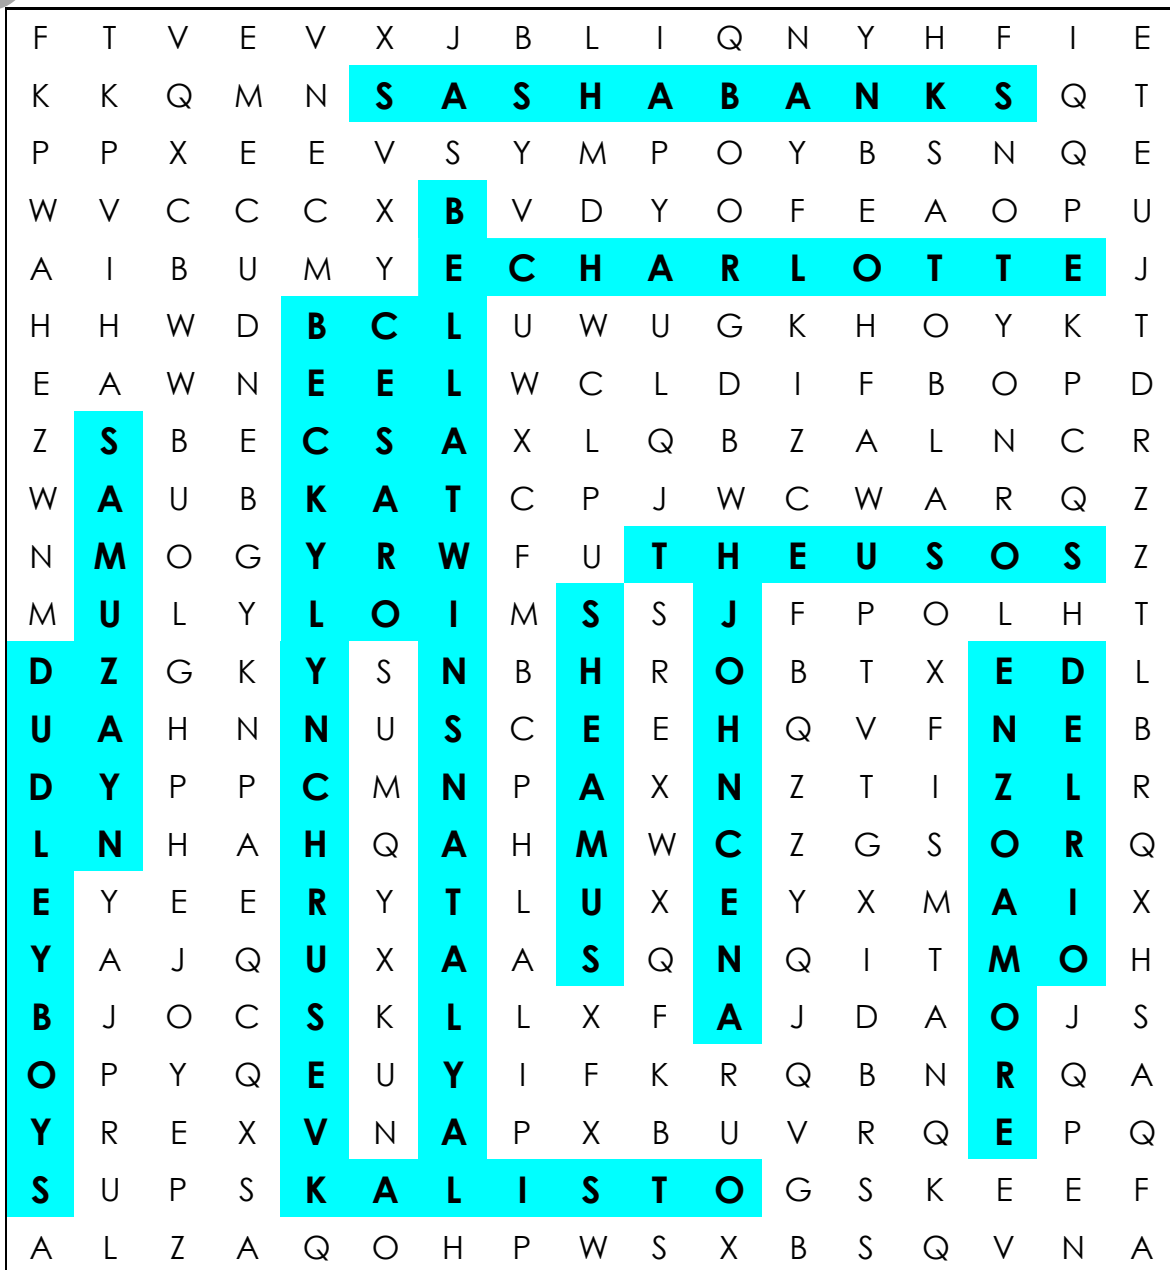 F T V E V X J B L I Q N Y H F I E
K K Q M N S A S H A B A N K S Q T
P P X E E V S Y M P O Y B S N Q E
W V C C C X B V D Y O F E A O P U
A I B U M Y E C H A R L O T T E J
H H W D B C L U W U G K H O Y K T
E A W N E E L W C L D I F B O P D
Z S B E C S A X L Q B Z A L N C R
W A U B K A T C P J W C W A R Q Z
N M O G Y R W F U T H E U S O S Z
M U L Y L O I M S S J F P O L H T
D Z G K Y S N B H R O B T X E D L
U A H N N U S C E E H Q V F N E B
D Y P P C M N P A X N Z T I Z L R
L N H A H Q A H M W C Z G S O R Q
E Y E E R Y T L U X E Y X M A I X
Y A J Q U X A A S Q N Q I T M O H
B J O C S K L L X F A J D A O J S
O P Y Q E U Y I F K R Q B N R Q A
Y R E X V N A P X B U V R Q E P Q
S U P S K A L I S T O G S K E E F
A L Z A Q O H P W S X B S Q V N A